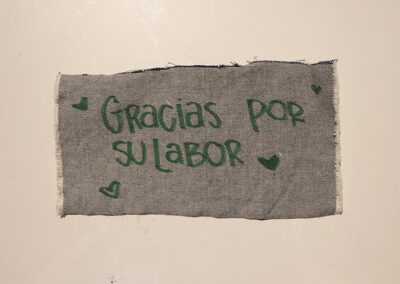 Gracias por
su labor